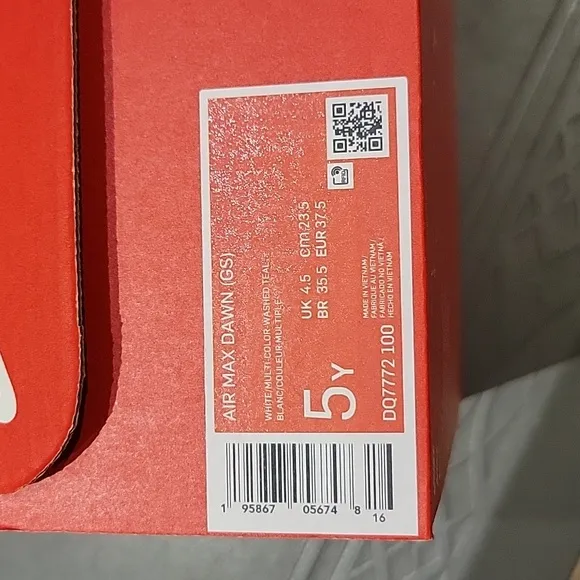 AIR MAX DAWN (GS)
WHITE/MULTI COLOR-WASHED TEAL
BLANC/COULEUR MULTIPLE
UK 4.5 cm 23.5
BR 35.5 EUR 37.5
5Y
MADE IN VIETNAM /
FABRIQUE AU VIETNAM /
FABRICADO NO VIETNÃ /
HECHO EN VIETNAM
DQ7772 100
1 95867 05674 8
16